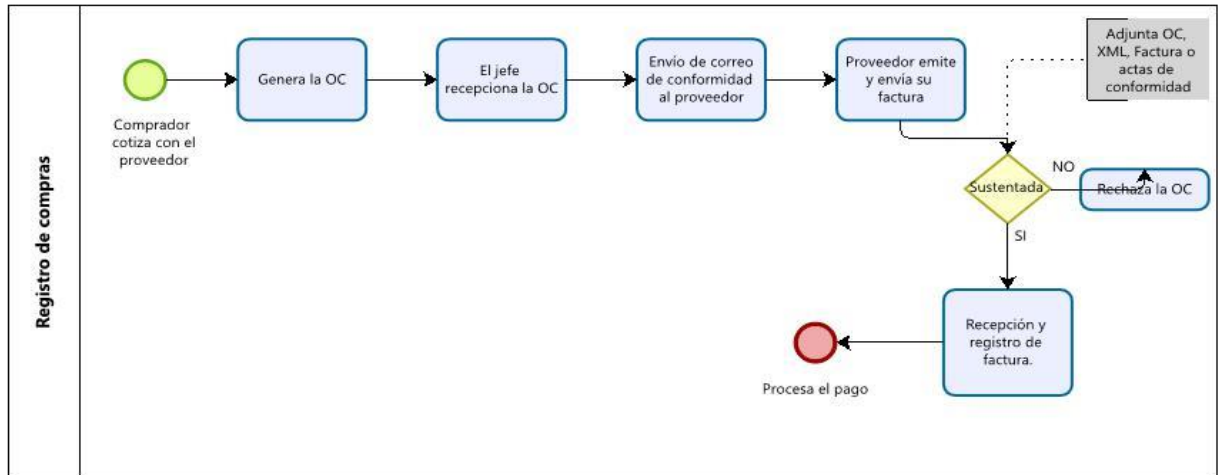 Registro de compras
Comprador
cotiza con el
proveedor
Genera la OC
El jefe
recepciona la OC
Envío de correo
de conformidad
al proveedor
Proveedor emite
y envía su
factura
Adjunta OC,
XML, Factura o
actas de
conformidad
Sustentada
NO
Rechaza la OC
SI
Recepción y
registro de
factura.
Procesa el pago